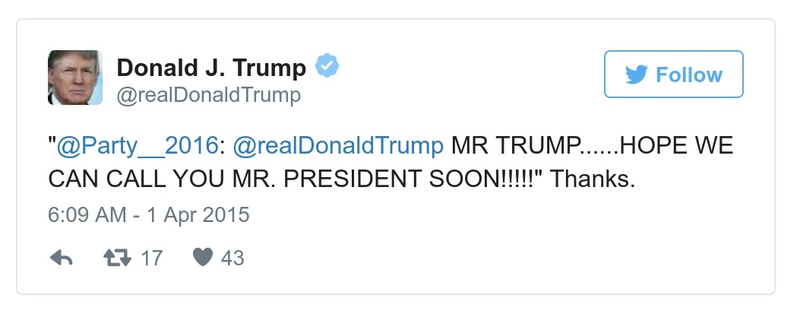 Donald J. Trump
Follow
@realDonaldTrump
"@Party__2016: @realDonaldTrump MR TRUMP......HOPE WE
CAN CALL YOU MR. PRESIDENT SOON!!!!!" Thanks.
6:09 AM - 1 Apr 2015
17 43